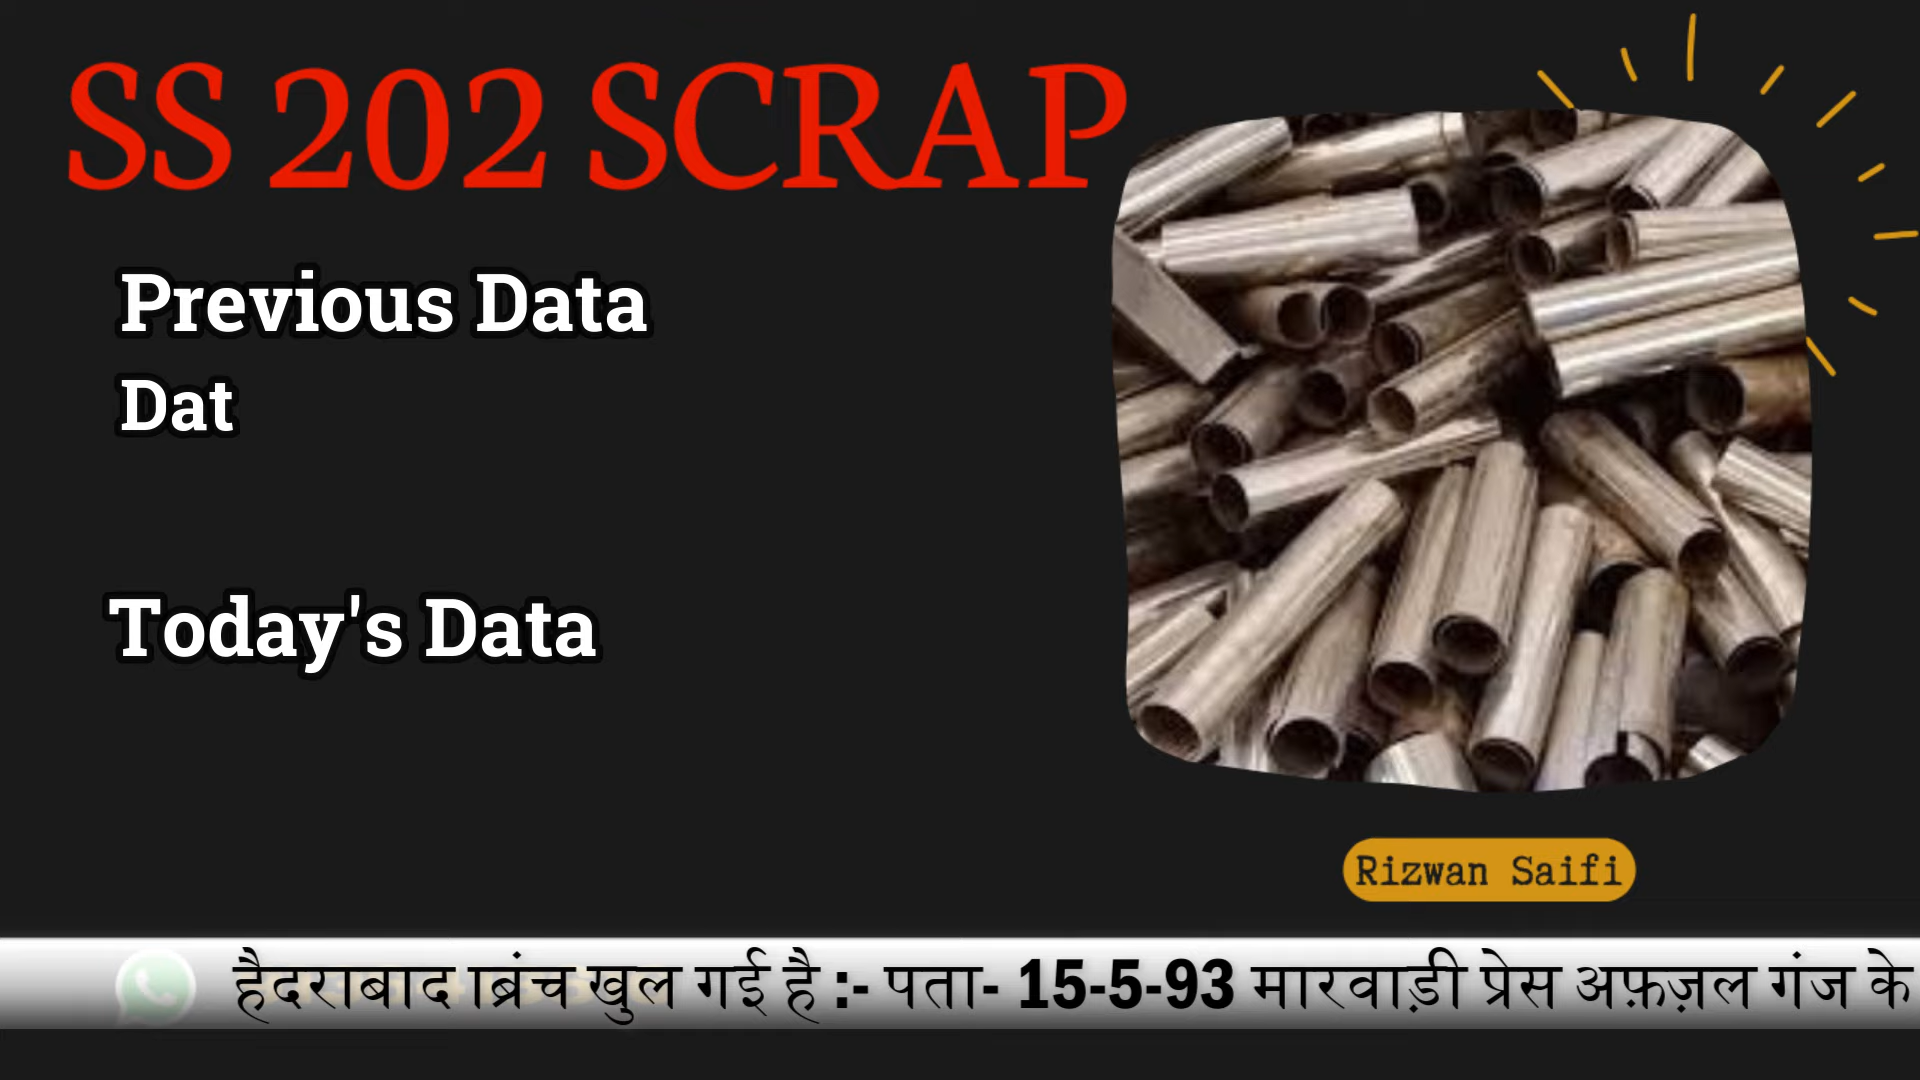 SS 202 SCRAP
Previous Data
Dat
Today's Data
Rizwan Saifi
हैदराबाद ब्रिंच खुल गई है :- पता- 15-5-93 मारवाड़ी प्रेस अफ़ज़ल गंज के